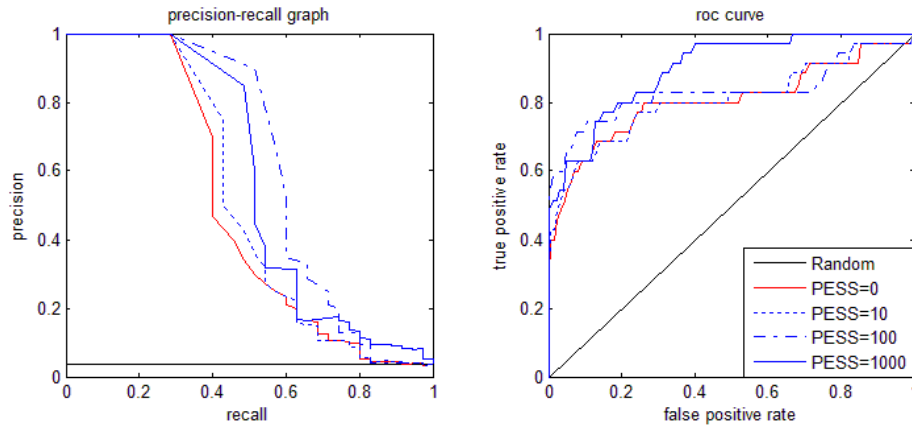 precision-recall graph
1
0.8
0.6
0.4
0.2
0
precision
0
0.2
0.4
0.6
0.8
1
recall
roc curve
1
0.8
0.6
0.4
0.2
0
true positive rate
0
0.2
0.4
0.6
0.8
false positive rate
Random
PESS=0
PESS=10
PESS=100
PESS=1000